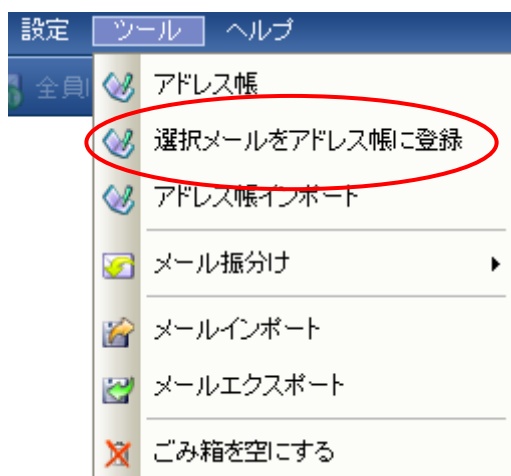 設定 ツール ヘルプ
全員
アドレス帳
選択メールをアドレス帳に登録
アドレス帳インポート
メール振分け
メールインポート
メールエクスポート
ごみ箱を空にする